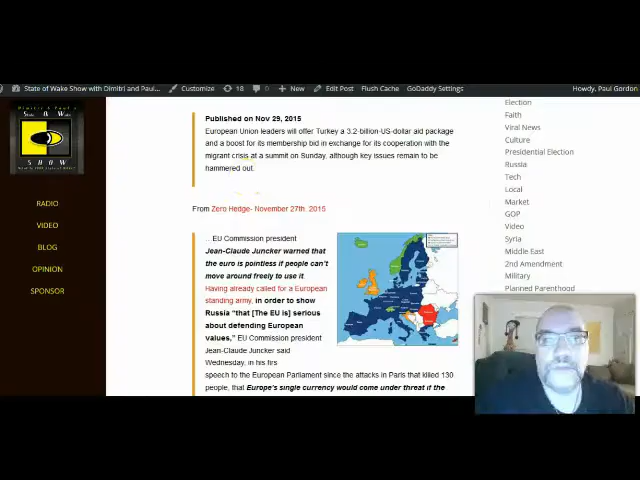 State of Wake Show with Dimitri and Paul... Customize 18 0 New Edit Post Flush Cache GoDaddy Settings Howdy, Paul Gordon
SHOW
RADIO
VIDEO
BLOG
OPINION
SPONSOR
Published on Nov 29, 2015
European Union leaders will offer Turkey a 3.2-billion-US-dollar aid package
and a boost for its membership bid in exchange for its cooperation with the
migrant crisis at a summit on Sunday, although key issues remain to be
hammered out.
From Zero Hedge- November 27th, 2015
.. EU Commission president
Jean-Claude Juncker warned that
the euro is pointless if people can't
move around freely to use it.
Having already called for a European
standing army, in order to show
Russia “that [The EU is] serious
about defending European
values,” EU Commission president
Jean-Claude Juncker said
Wednesday, in his firs
speech to the European Parliament since the attacks in Paris that killed 130
people, that Europe's single currency would come under threat if the
Election
Faith
Viral News
Culture
Presidential Election
Russia
Tech
Local
Market
GOP
Video
Syria
Middle East
2nd Amendment
Military
Planned Parenthood